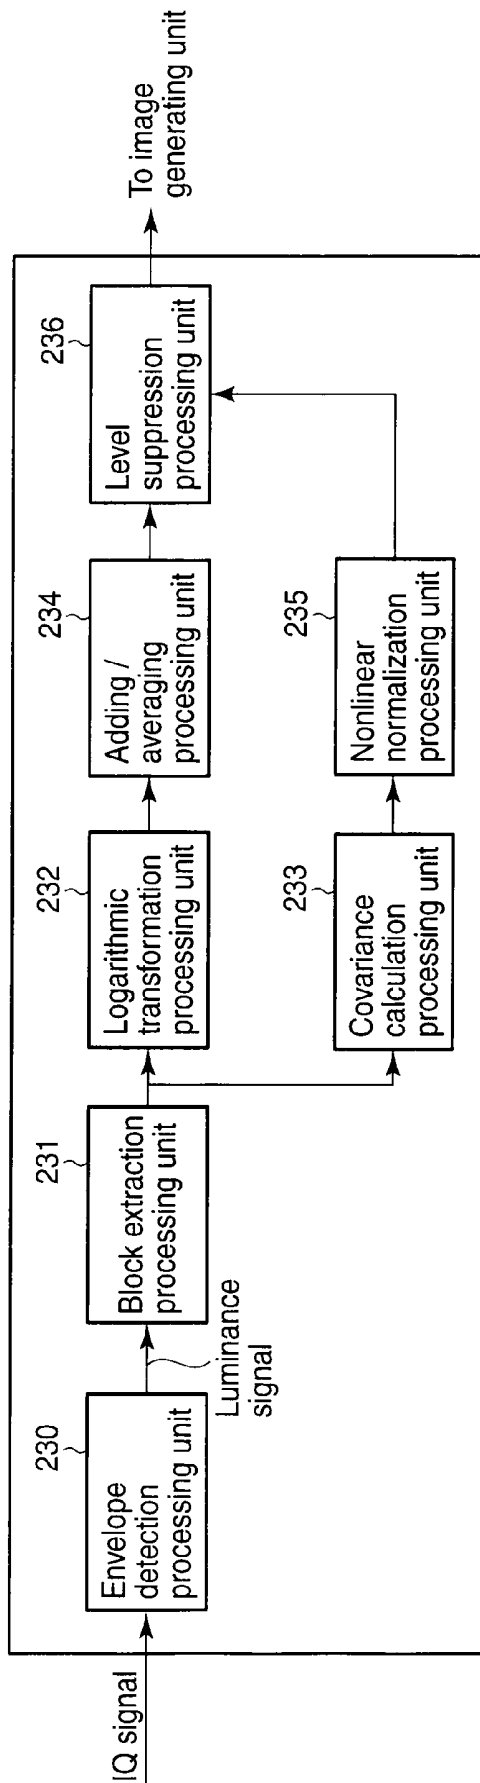 IQ signal
230
Envelope
detection
processing unit
Luminance
signal
231
Block extraction
processing unit
232
Logarithmic
transformation
processing unit
233
Covariance
calculation
processing unit
234
Adding /
averaging
processing unit
235
Nonlinear
normalization
processing unit
236
Level
suppression
processing unit
To image
generating unit